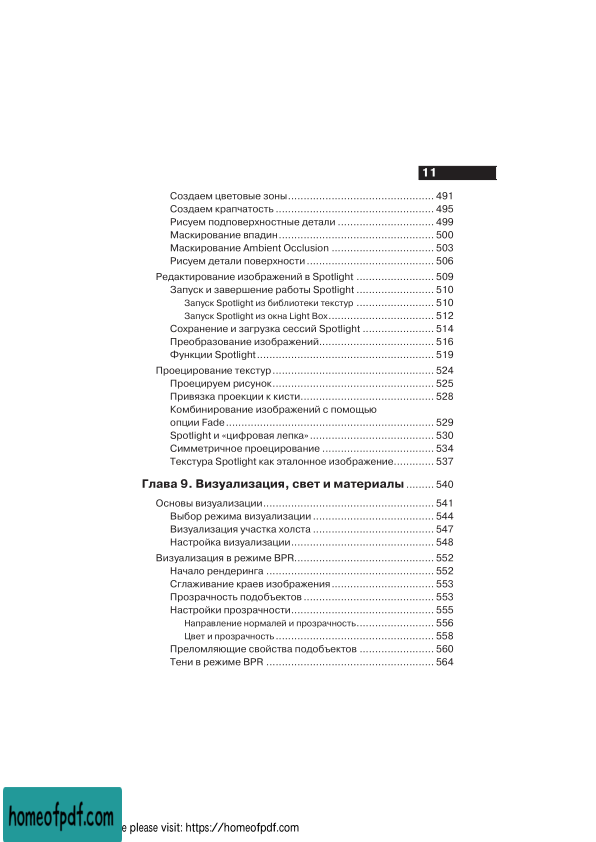 11
Создаем цветовые зоны............................................... 491
Создаем крапчатость ................................................... 495
Рисуем подповерхностные детали ............................... 499
Маскирование впадин.................................................. 500
Маскирование Ambient Occlusion ................................. 503
Рисуем детали поверхности ......................................... 506
Редактирование изображений в Spotlight ......................... 509
Запуск и завершение работы Spotlight ......................... 510
Запуск Spotlight из библиотеки текстур ......................... 510
Запуск Spotlight из окна Light Box.................................. 512
Сохранение и загрузка сессий Spotlight ....................... 514
Преобразование изображений..................................... 516
Функции Spotlight......................................................... 519
Проецирование текстур.................................................... 524
Проецируем рисунок.................................................... 525
Привязка проекции к кисти........................................... 528
Комбинирование изображений с помощью
опции Fade................................................................... 529
Spotlight и «цифровая лепка»........................................ 530
Симметричное проецирование .................................... 534
Текстура Spotlight как эталонное изображение............. 537
Глава 9. Визуализация, свет и материалы ......... 540
Основы визуализации....................................................... 541
Выбор режима визуализации ....................................... 544
Визуализация участка холста ....................................... 547
Настройка визуализации.............................................. 548
Визуализация в режиме BPR............................................. 552
Начало рендеринга ...................................................... 552
Сглаживание краев изображения................................. 553
Прозрачность подобъектов .......................................... 553
Настройки прозрачности.............................................. 555
Направление нормалей и прозрачность......................... 556
Цвет и прозрачность ................................................... 558
Преломляющие свойства подобъектов ........................ 560
Тени в режиме BPR ...................................................... 564
homeofpdf.com
e please visit: https://homeofpdf.com